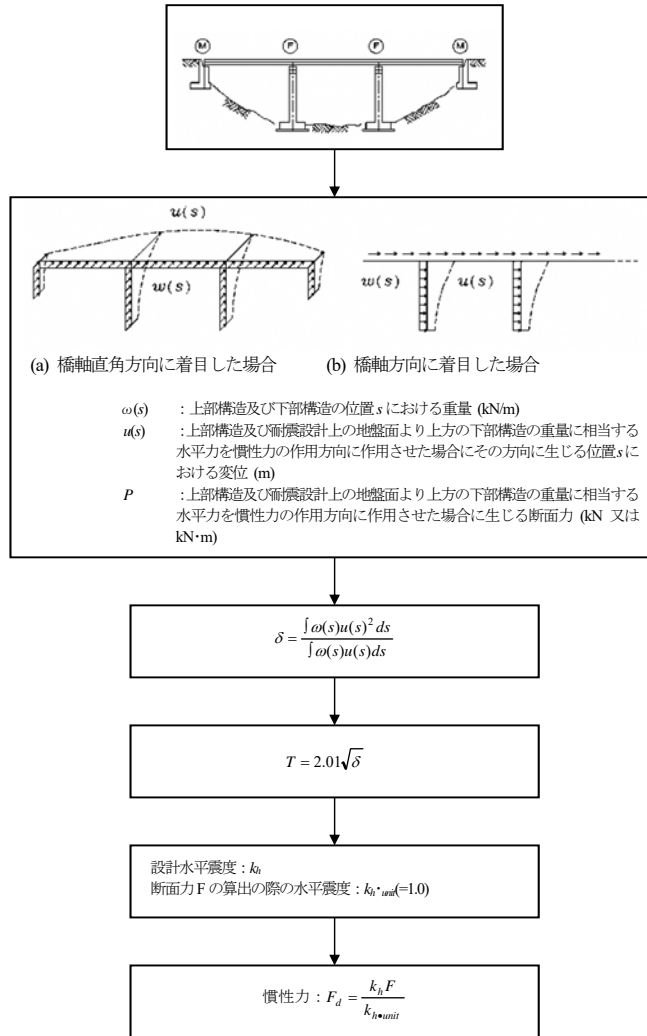 M F F M
u(s)
w(s)
w(s) u(s)
(a) 橋軸直角方向に着目した場合 (b) 橋軸方向に着目した場合
ω(s) :上部構造及び下部構造の位置 s における重量 (kN/m)
u(s) :上部構造及び耐震設計上の地盤面より上方の下部構造の重量に相当する
水平力を慣性力の作用方向に作用させた場合にその方向に生じる位置 s に
おける変位 (m)
P :上部構造及び耐震設計上の地盤面より上方の下部構造の重量に相当する
水平力を慣性力の作用方向に作用させた場合に生じる断面力 (kN 又は
kN・m)
δ = ∫ω(s)u(s)² ds / ∫ω(s)u(s)ds
T = 2.01√δ
設計水平震度:kh
断面力 F の算出の際の水平震度:kh・unit(=1.0)
慣性力:Fd = kh F / kh•unit